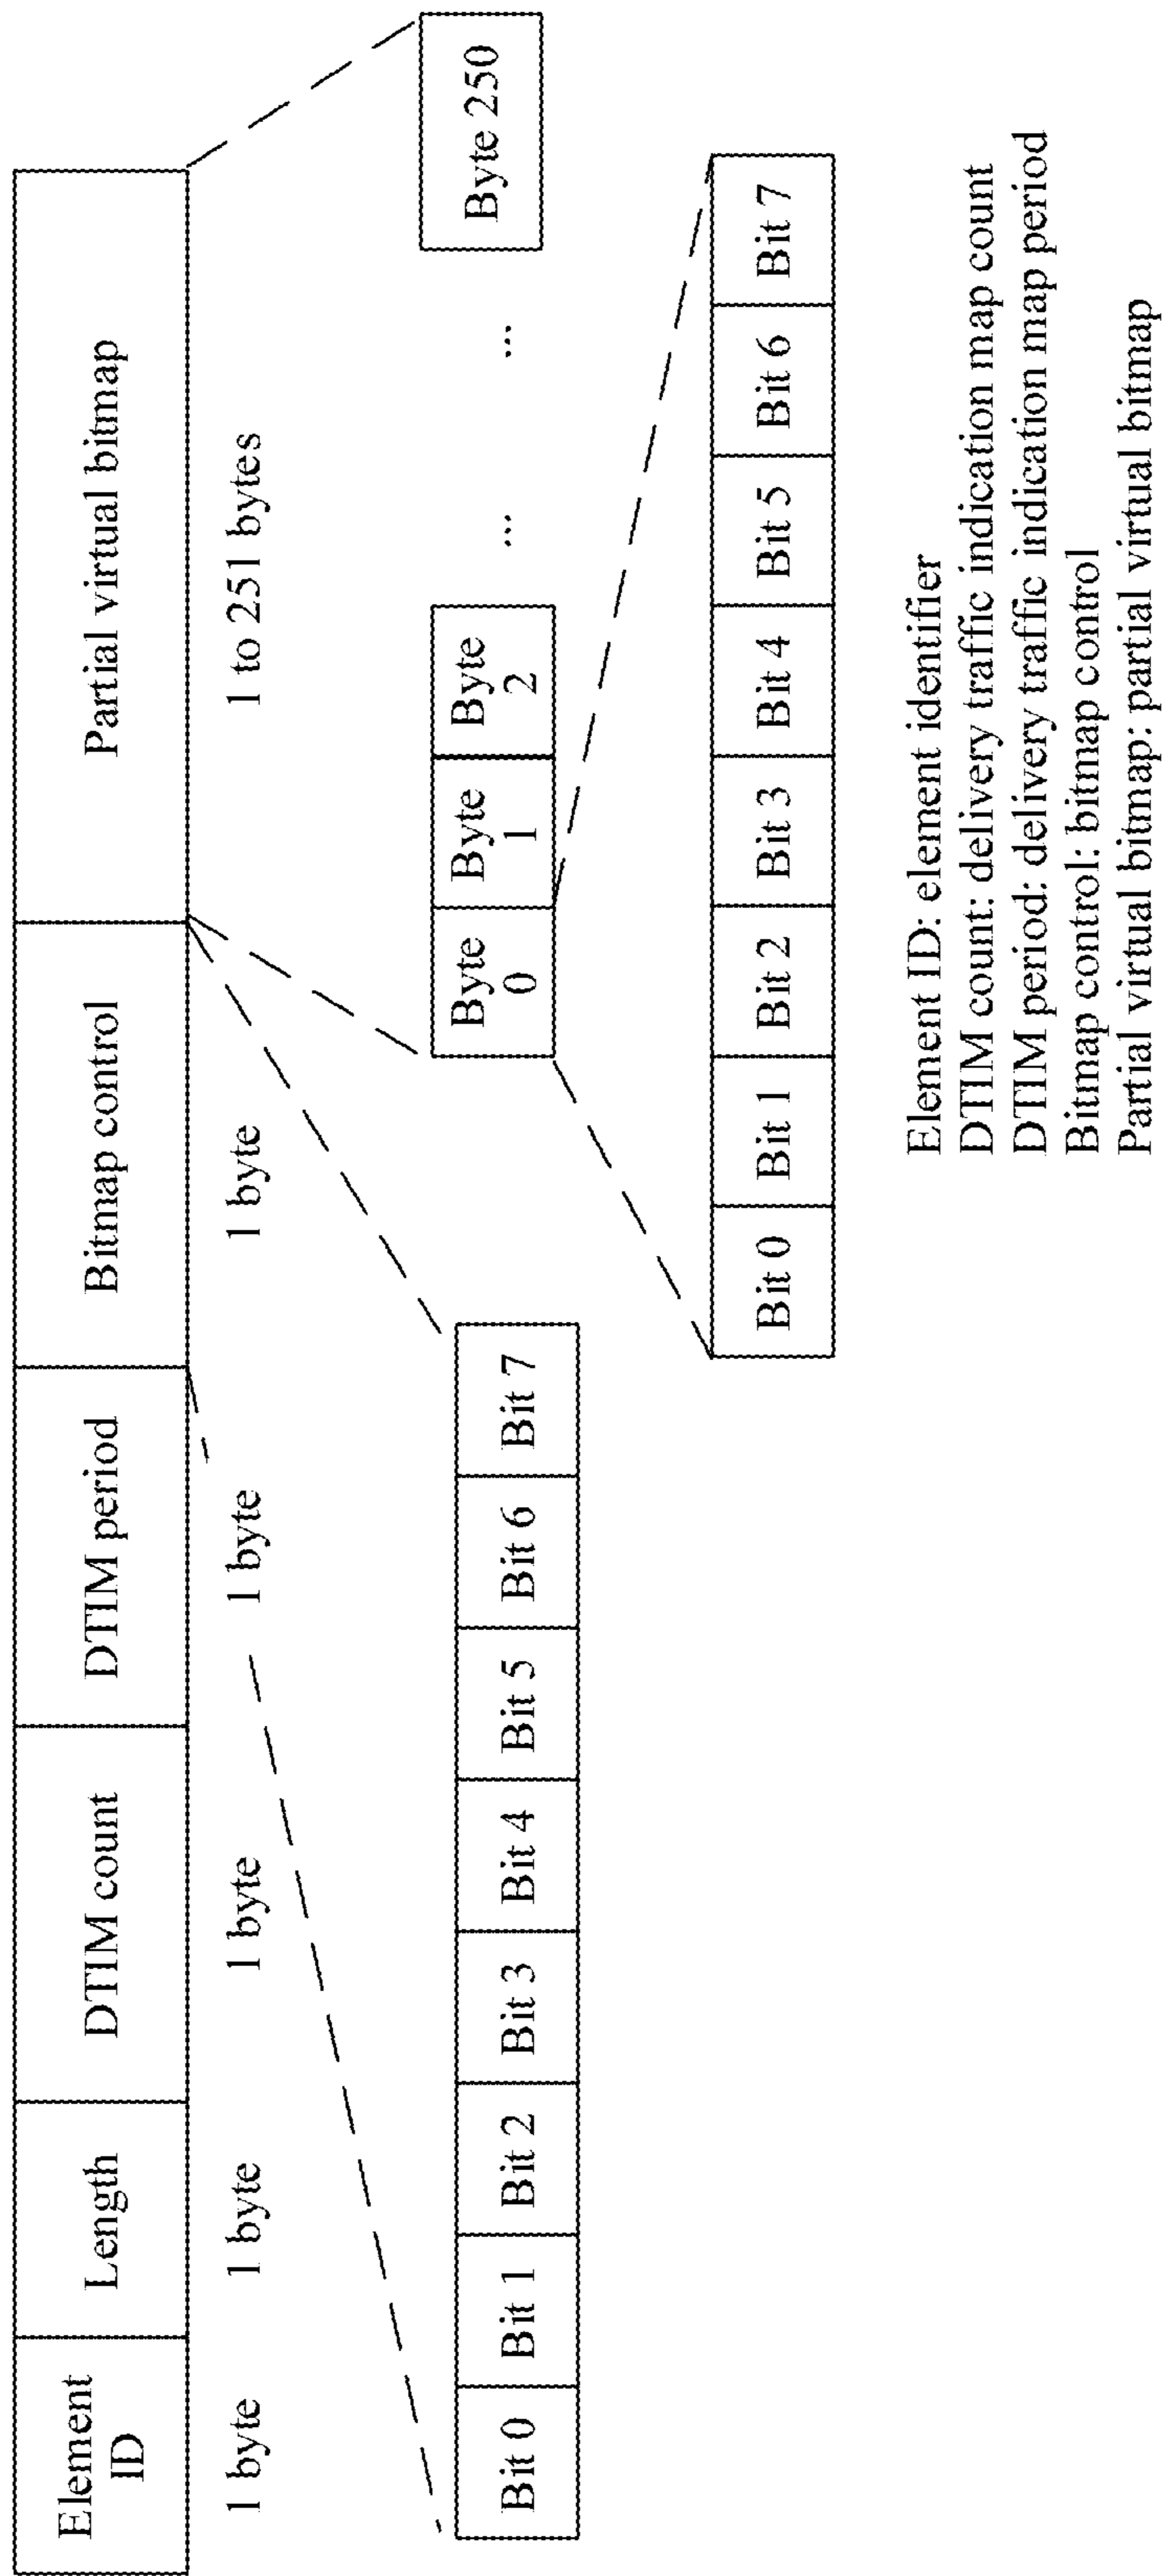 Element
ID
Length
DTIM count
DTIM period
Bitmap control
Partial virtual bitmap
1 byte
1 byte
1 byte
1 byte
1 byte
1 to 251 bytes
Byte
0
Byte
1
Byte
2
...
...
Byte 250
Bit 0
Bit 1
Bit 2
Bit 3
Bit 4
Bit 5
Bit 6
Bit 7
Bit 0
Bit 1
Bit 2
Bit 3
Bit 4
Bit 5
Bit 6
Bit 7
Element ID: element identifier
DTIM count: delivery traffic indication map count
DTIM period: delivery traffic indication map period
Bitmap control: bitmap control
Partial virtual bitmap: partial virtual bitmap